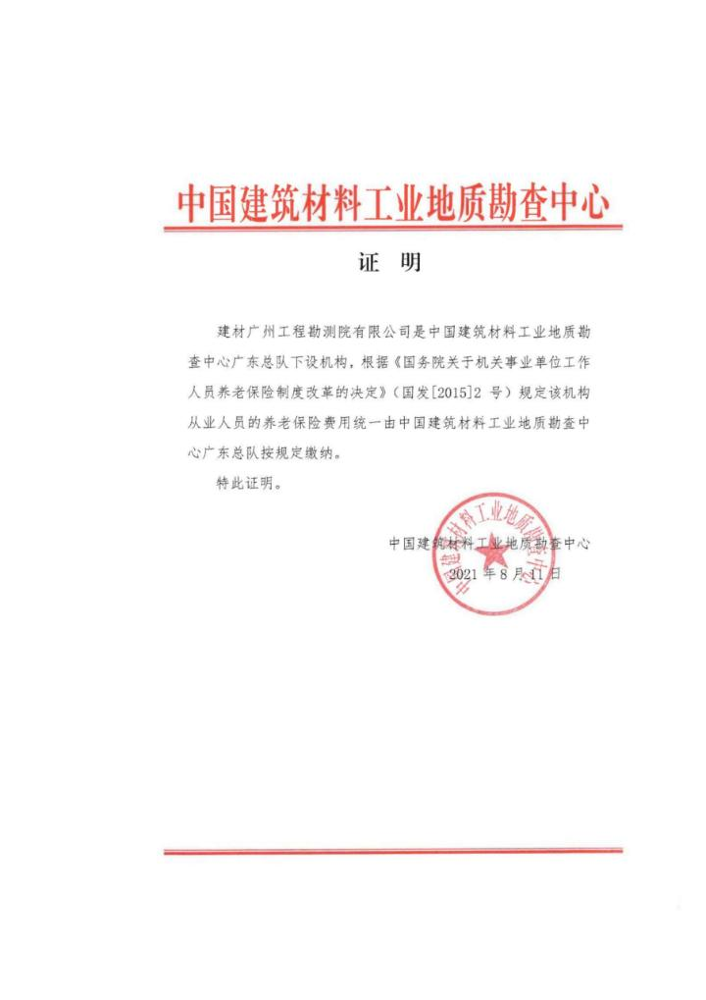 中国建筑材料工业地质勘查中心
证 明
建材广州工程勘测院有限公司是中国建筑材料工业地质勘
查中心广东总队下设机构，根据《国务院关于机关事业单位工作
人员养老保险制度改革的决定》（国发[2015]2 号）规定该机构
从业人员的养老保险费用统一由中国建筑材料工业地质勘查中
心广东总队按规定缴纳。
特此证明。
中国建筑材料工业地质勘查中心
中国建筑材料工业地质勘查中心
2021 年 8 月 11 日